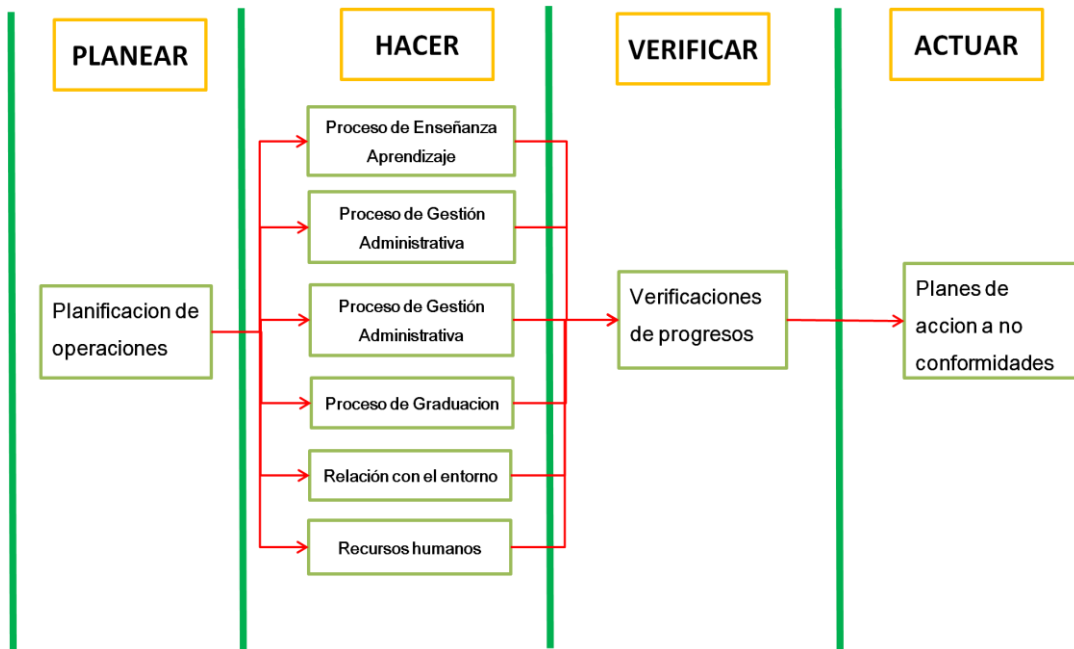 PLANEAR
HACER
VERIFICAR
ACTUAR
Planificacion de
operaciones
Proceso de Enseñanza
Aprendizaje
Proceso de Gestión
Administrativa
Proceso de Gestión
Administrativa
Proceso de Graduacion
Relación con el entorno
Recursos humanos
Verificaciones
de progresos
Planes de
accion a no
conformidades